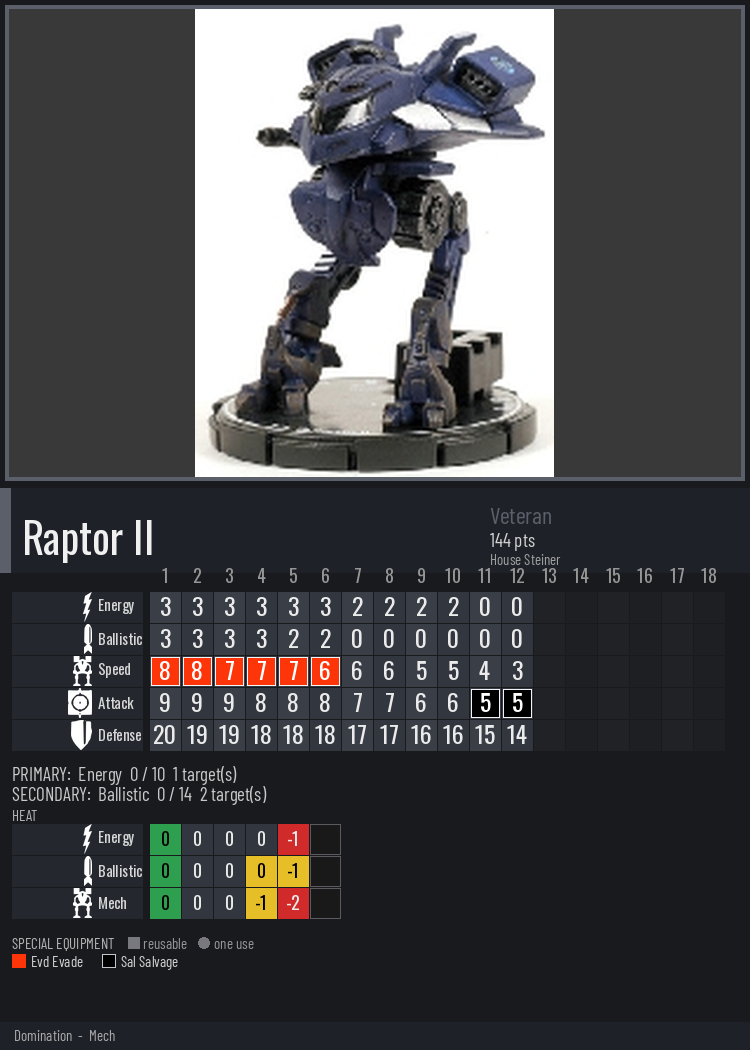 Raptor II
Veteran
144 pts
House Steiner
1 2 3 4 5 6 7 8 9 10 11 12 13 14 15 16 17 18
Energy 3 3 3 3 3 3 2 2 2 2 0 0
Ballistic 3 3 3 3 2 2 0 0 0 0 0 0
Speed 8 8 7 7 7 6 6 6 5 5 4 3
Attack 9 9 9 8 8 8 7 7 6 6 5 5
Defense 20 19 19 18 18 18 17 17 16 16 15 14
PRIMARY: Energy 0 / 10 1 target(s)
SECONDARY: Ballistic 0 / 14 2 target(s)
HEAT
Energy 0 0 0 0 -1
Ballistic 0 0 0 0 -1
Mech 0 0 0 -1 -2
SPECIAL EQUIPMENT reusable one use
Evd Evade Sal Salvage
Domination - Mech